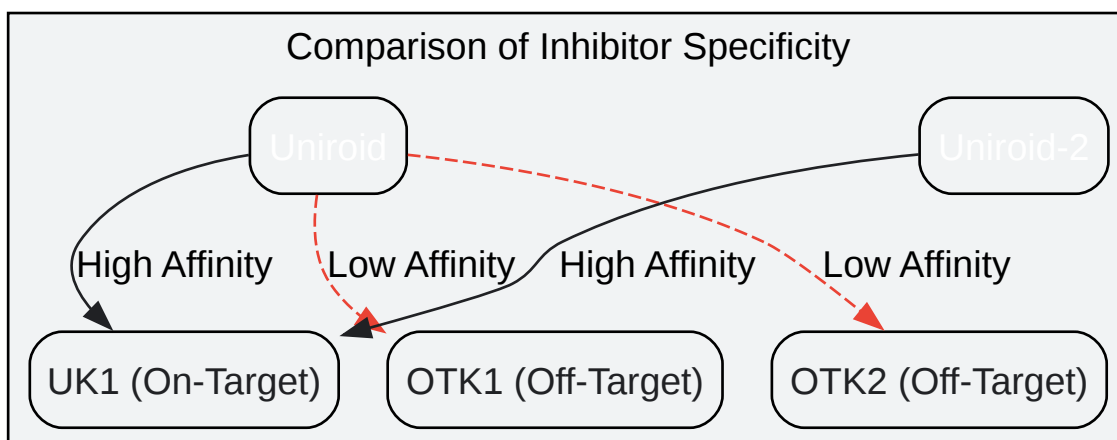 Comparison of Inhibitor Specificity
Uniroid
Uniroid-2
High Affinity
Low Affinity
High Affinity
Low Affinity
UK1 (On-Target)
OTK1 (Off-Target)
OTK2 (Off-Target)